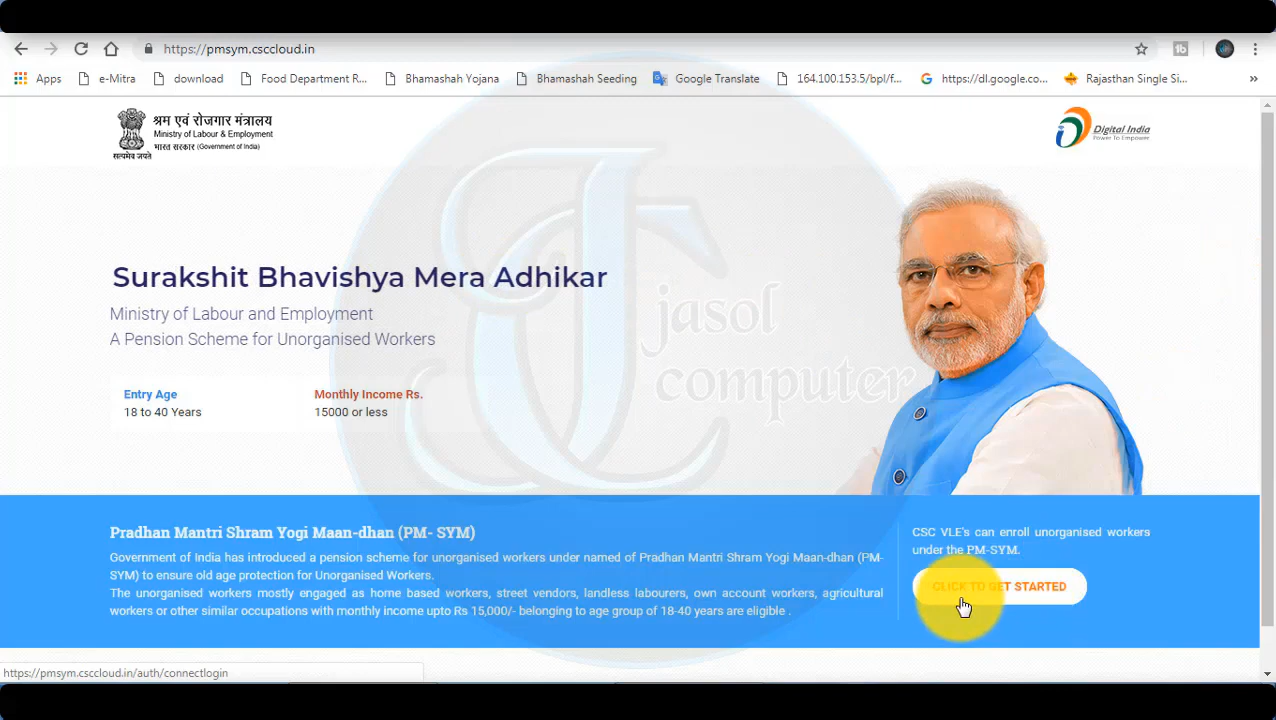 https://pmsym.csccloud.in
Apps e-Mitra download Food Department R... Bhamashah Yojana Bhamashah Seeding Google Translate 164.100.153.5/bpl/f... https://dl.google.co... Rajasthan Single Si... »
श्रम एवं रोजगार मंत्रालय
Ministry of Labour & Employment
भारत सरकार (Government of India)
सत्यमेव जयते
Digital India
Power To Empower
Surakshit Bhavishya Mera Adhikar
Ministry of Labour and Employment
A Pension Scheme for Unorganised Workers
jasol
computer
Entry Age Monthly Income Rs.
18 to 40 Years 15000 or less
Pradhan Mantri Shram Yogi Maan-dhan (PM- SYM)
Government of India has introduced a pension scheme for unorganised workers under named of Pradhan Mantri Shram Yogi Maan-dhan (PM-
SYM) to ensure old age protection for Unorganised Workers.
The unorganised workers mostly engaged as home based workers, street vendors, landless labourers, own account workers, agricultural
workers or other similar occupations with monthly income upto Rs 15,000/- belonging to age group of 18-40 years are eligible .
CSC VLE's can enroll unorganised workers
under the PM-SYM.
CLICK TO GET STARTED
https://pmsym.csccloud.in/auth/connectlogin